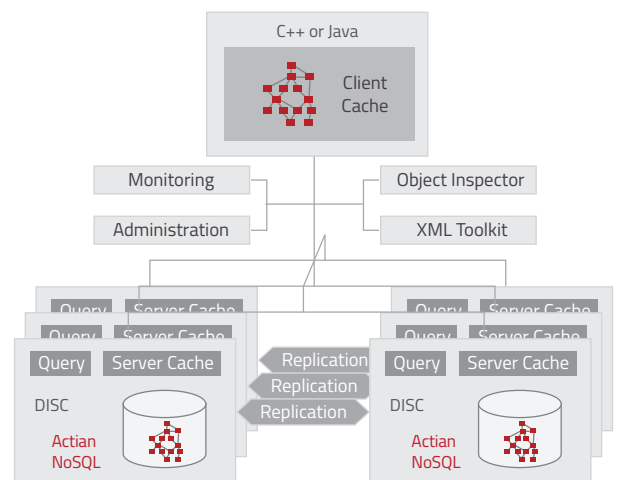 C++ or Java
Client
Cache
Monitoring
Object Inspector
Administration
XML Toolkit
Query
Server Cache
Query
Server Cache
Query
Server Cache
Query
Server Cache
Query
Server Cache
Query
Server Cache
Replication
Replication
Replication
DISC
Actian
NoSQL
DISC
Actian
NoSQL